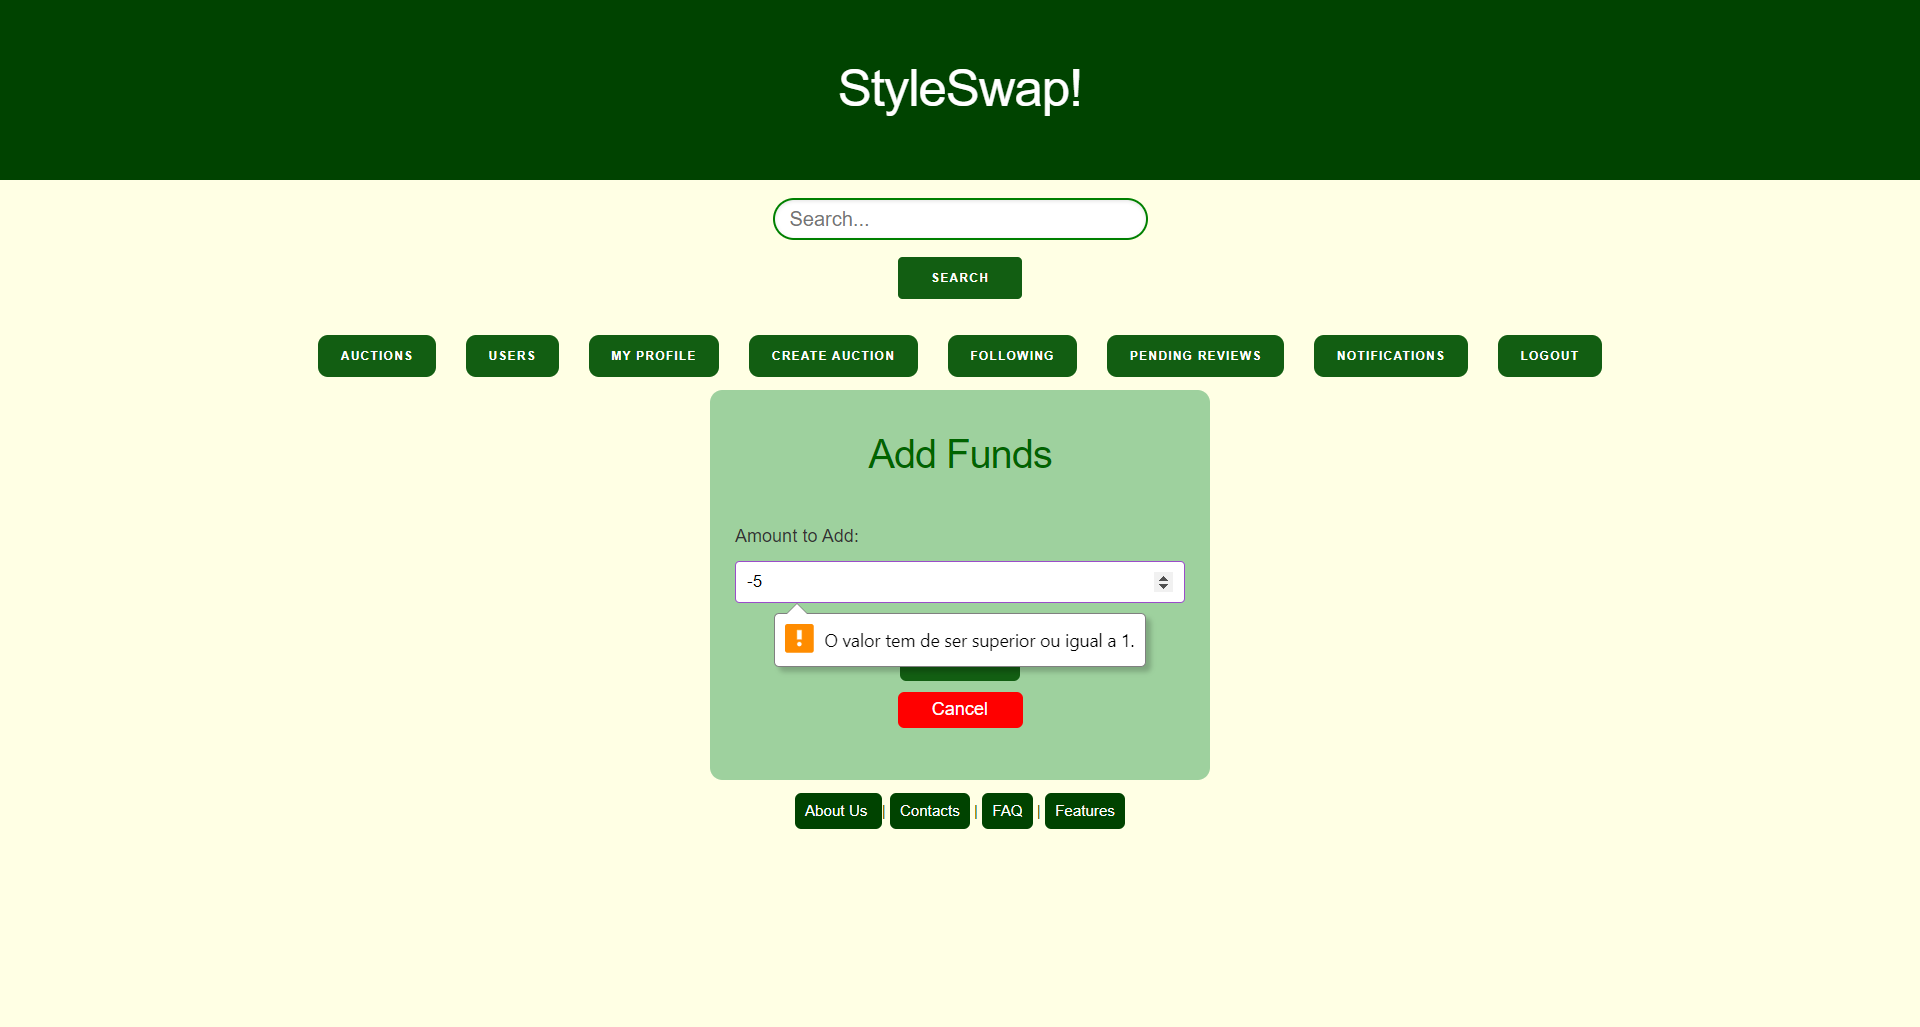 StyleSwap!
Search...
SEARCH
AUCTIONS USERS MY PROFILE CREATE AUCTION FOLLOWING PENDING REVIEWS NOTIFICATIONS LOGOUT
Add Funds
Amount to Add:
-5
O valor tem de ser superior ou igual a 1.
Cancel
About Us | Contacts | FAQ | Features